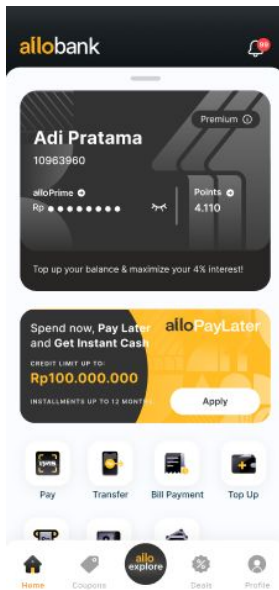 allobank
99
Premium
Adi Pratama
10963960
alloPrime
Points
Rp
4.110
Top up your balance & maximize your 4% interest!
Spend now, Pay Later
and Get Instant Cash
alloPayLater
CREDIT LIMIT UP TO:
Rp100.000.000
INSTALLMENTS UP TO 12 MONTHS
Apply
Pay
Transfer
Bill Payment
Top Up
allo
explore
Home
Coupons
Deals
Profile